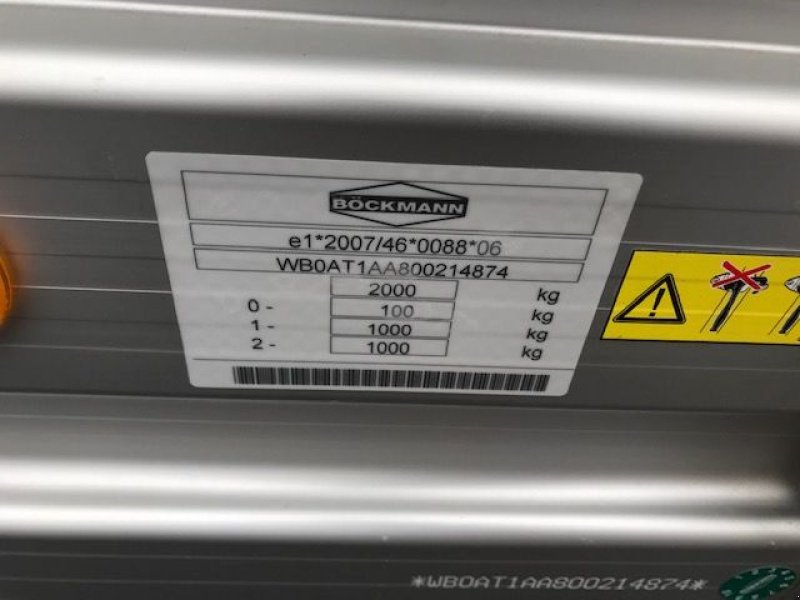 BÖCKMANN
e1*2007/46*0088*06
WB0AT1AA800214874
2000 kg
0 - 100 kg
1 - 1000 kg
2 - 1000 kg
*WB0AT1AA800214874*